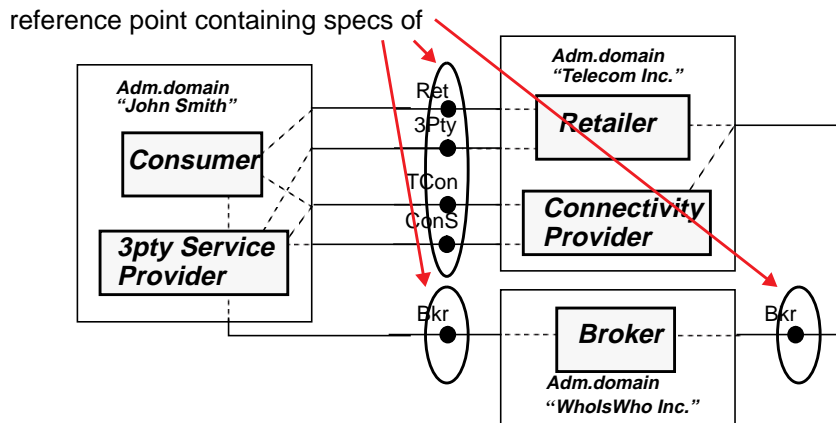 reference point containing specs of
Adm.domain
“John Smith”
Consumer
3pty Service
Provider
Ret
3Pty
TCon
ConS
Bkr
Adm.domain
“Telecom Inc.”
Retailer
Connectivity
Provider
Broker
Adm.domain
“WhoIsWho Inc.”
Bkr